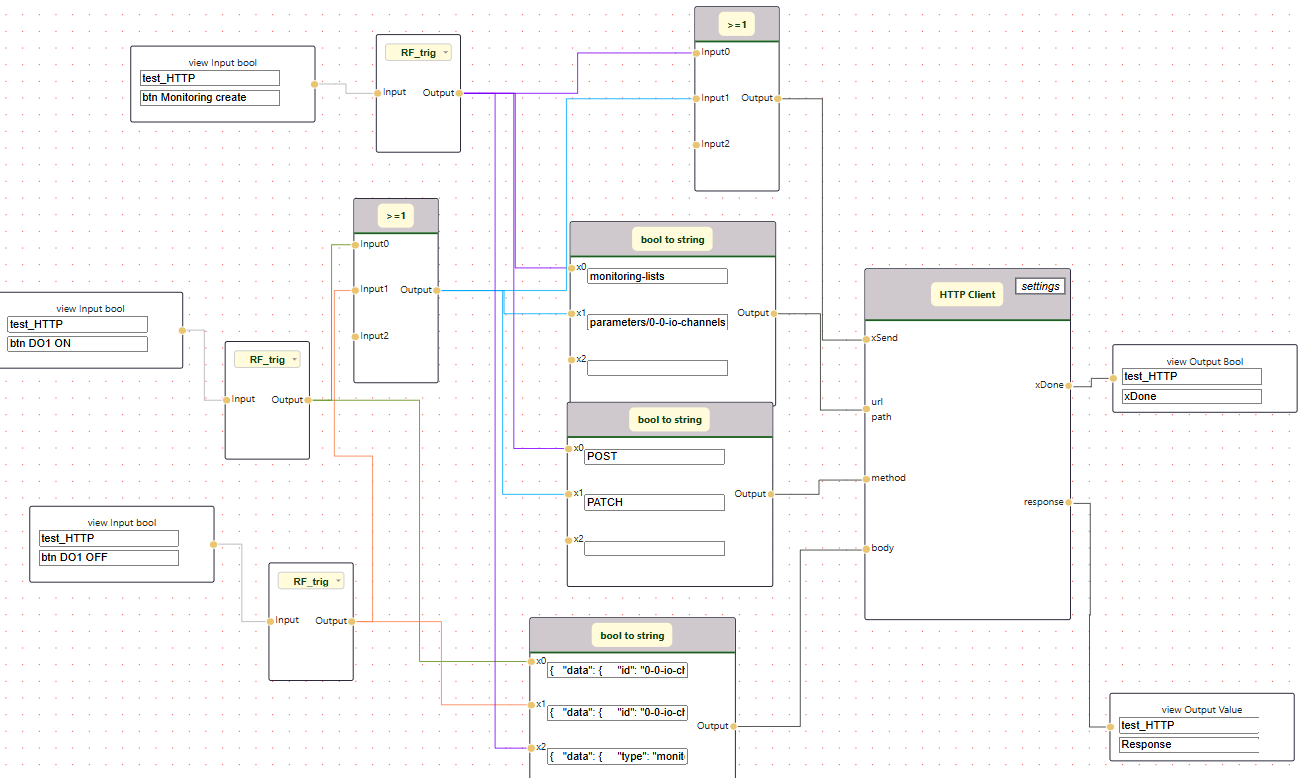 >=1
Input0
Input1
Output
Input2
view Input bool
test_HTTP
btn Monitoring create
RF_trig
Input
Output
>=1
Input0
Input1
Output
Input2
bool to string
x0
monitoring-lists
x1
parameters/0-0-io-channels
Output
x2
HTTP Client
settings
xSend
url
path
method
body
xDone
response
view Input bool
test_HTTP
btn DO1 ON
RF_trig
Input
Output
view Output Bool
test_HTTP
xDone
bool to string
x0
POST
x1
PATCH
Output
x2
view Input bool
test_HTTP
btn DO1 OFF
RF_trig
Input
Output
bool to string
x0
{ "data": { "id": "0-0-io-ch
x1
{ "data": { "id": "0-0-io-ch
Output
x2
{ "data": { "type": "monit
view Output Value
test_HTTP
Response